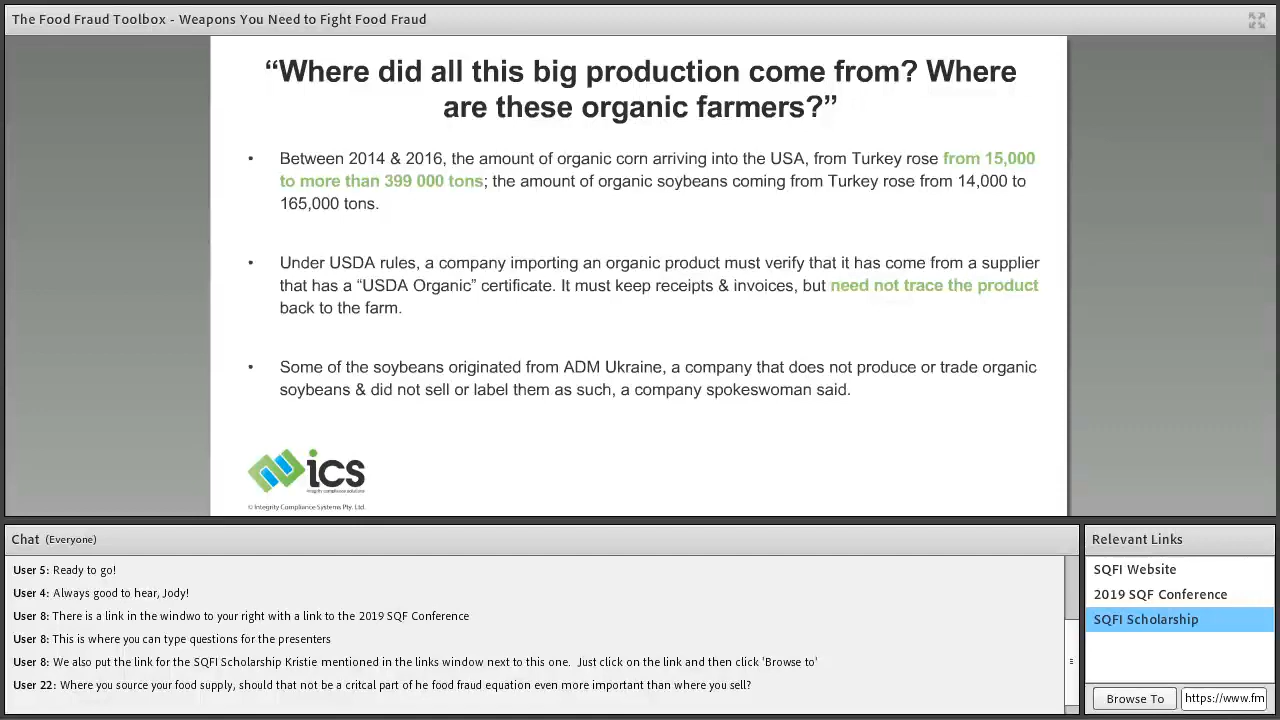 The Food Fraud Toolbox - Weapons You Need to Fight Food Fraud
“Where did all this big production come from? Where
are these organic farmers?”
• Between 2014 & 2016, the amount of organic corn arriving into the USA, from Turkey rose from 15,000
to more than 399 000 tons; the amount of organic soybeans coming from Turkey rose from 14,000 to
165,000 tons.
• Under USDA rules, a company importing an organic product must verify that it has come from a supplier
that has a “USDA Organic” certificate. It must keep receipts & invoices, but need not trace the product
back to the farm.
• Some of the soybeans originated from ADM Ukraine, a company that does not produce or trade organic
soybeans & did not sell or label them as such, a company spokeswoman said.
ics
integrity compliance solutions
© Integrity Compliance Systems Pty. Ltd.
Chat (Everyone)
User 5: Ready to go!
User 4: Always good to hear, Jody!
User 8: There is a link in the windwo to your right with a link to the 2019 SQF Conference
User 8: This is where you can type questions for the presenters
User 8: We also put the link for the SQFI Scholarship Kristie mentioned in the links window next to this one. Just click on the link and then click 'Browse to'
User 22: Where you source your food supply, should that not be a critcal part of he food fraud equation even more important than where you sell?
Relevant Links
SQFI Website
2019 SQF Conference
SQFI Scholarship
Browse To
https://www.fm